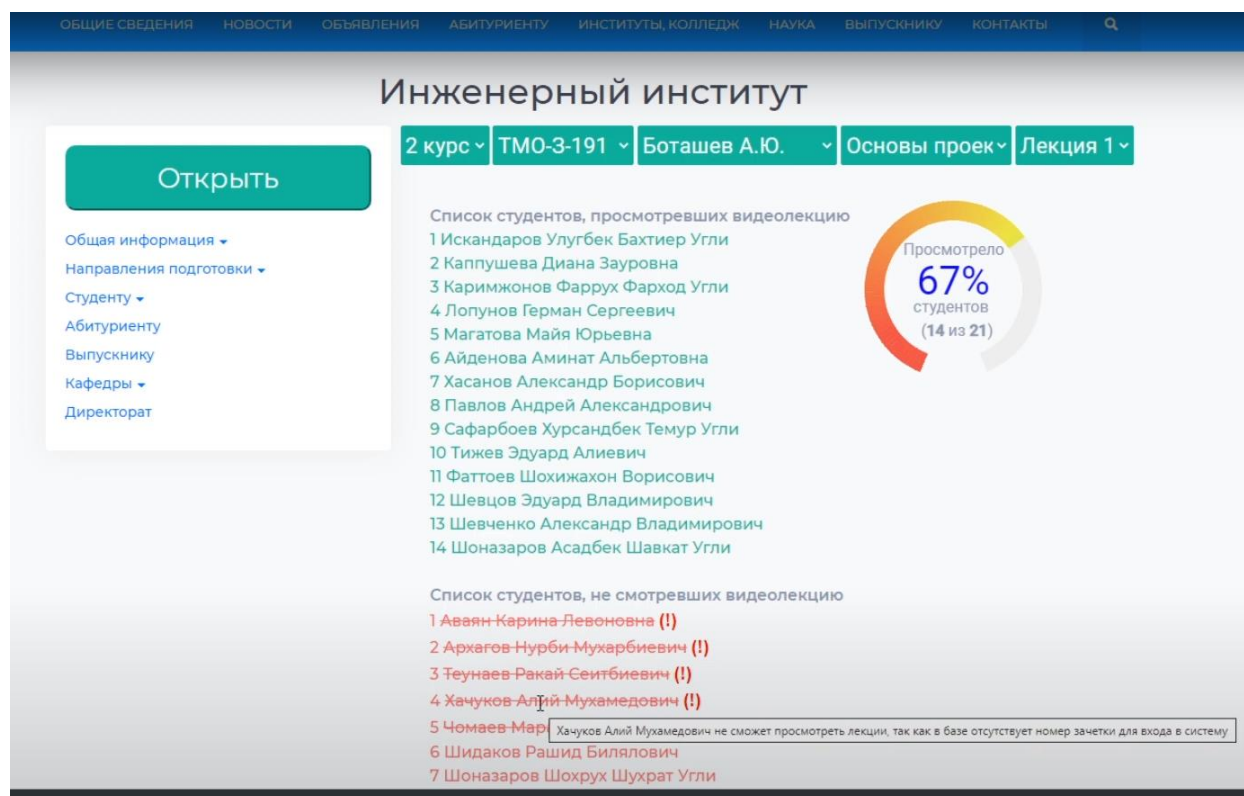 ОБЩИЕ СВЕДЕНИЯ НОВОСТИ ОБЪЯВЛЕНИЯ АБИТУРИЕНТУ ИНСТИТУТЫ, КОЛЛЕДЖ НАУКА ВЫПУСКНИКУ КОНТАКТЫ
Инженерный институт
2 курс ТМО-З-191 Боташев А.Ю. Основы проек Лекция 1
Открыть
Общая информация
Направления подготовки
Студенту
Абитуриенту
Выпускнику
Кафедры
Директорат
Список студентов, просмотревших видеолекцию
1 Искандаров Улугбек Бахтиер Угли
2 Каппушева Диана Зауровна
3 Каримжонов Фаррух Фарход Угли
4 Лопунов Герман Сергеевич
5 Магатова Майя Юрьевна
6 Айденова Аминат Альбертовна
7 Хасанов Александр Борисович
8 Павлов Андрей Александрович
9 Сафарбоев Хурсандбек Темур Угли
10 Тижев Эдуард Алиевич
11 Фаттоев Шохижахон Ворисович
12 Шевцов Эдуард Владимирович
13 Шевченко Александр Владимирович
14 Шоназаров Асадбек Шавкат Угли
Просмотрело
67%
студентов
(14 из 21)
Список студентов, не смотревших видеолекцию
1 Аваян Карина Левоновна (!)
2 Архагов Нурби Мухарбиевич (!)
3 Теунаев Ракай Сеитбиевич (!)
4 Хачуков Алий Мухамедович (!)
5 Чомаев
Хачуков Алий Мухамедович не сможет просмотреть лекции, так как в базе отсутствует номер зачетки для входа в систему
6 Шидаков Рашид Билялович
7 Шоназаров Шохрух Шухрат Угли